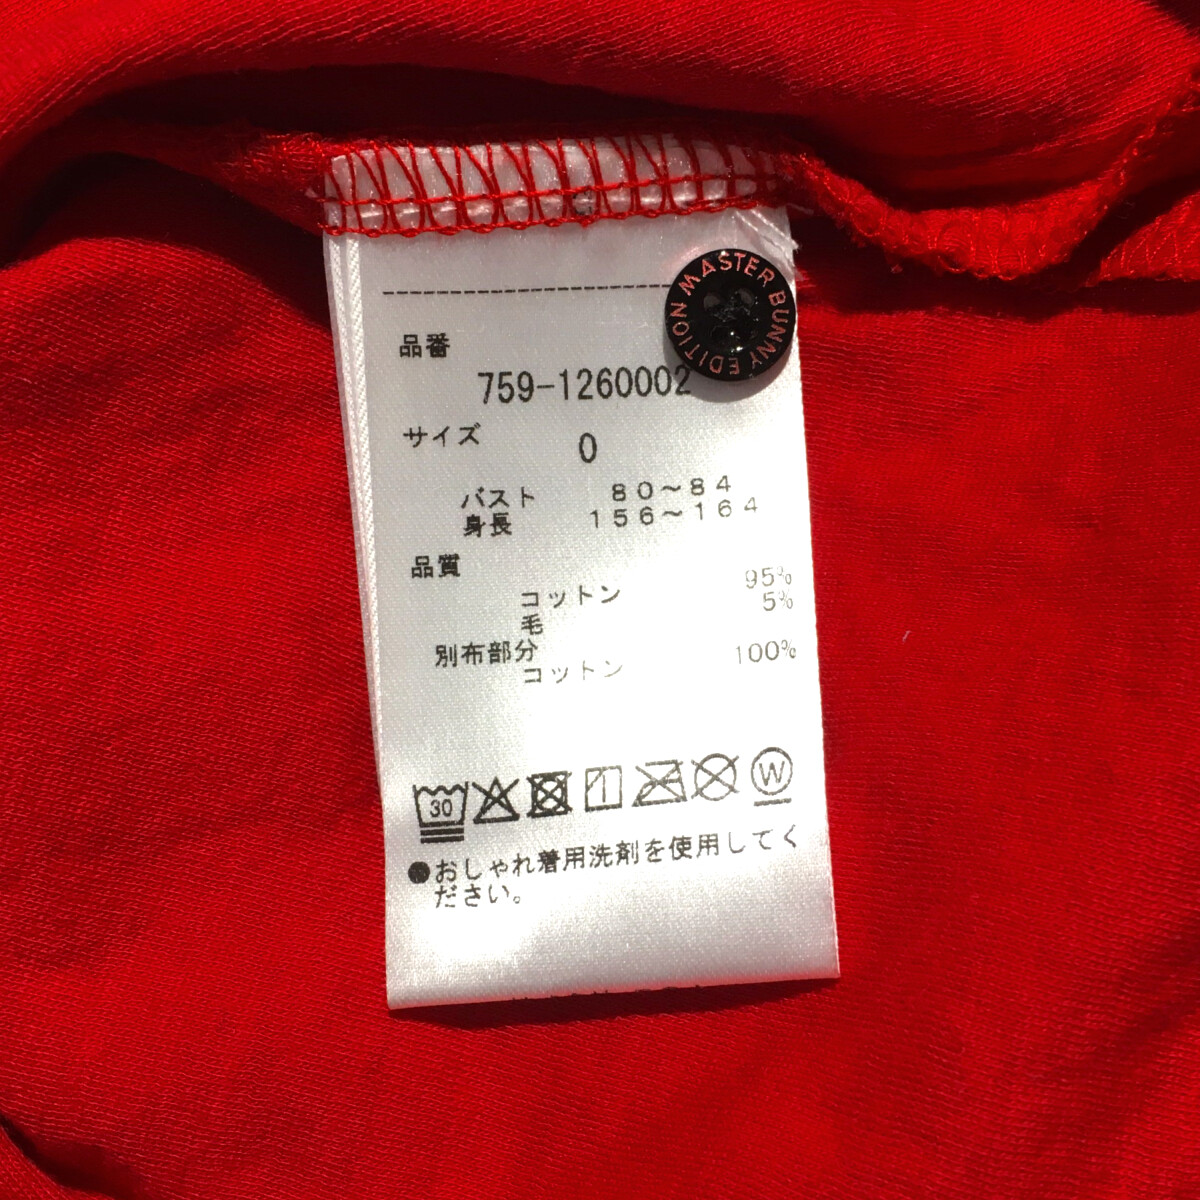 MASTER BUNNY EDITION
品番
759-1260002
サイズ 0
バスト 80~84
身長 156~164
品質
コットン 95%
毛 5%
別布部分
コットン 100%
30 W
●おしゃれ着用洗剤を使用してく
ださい。